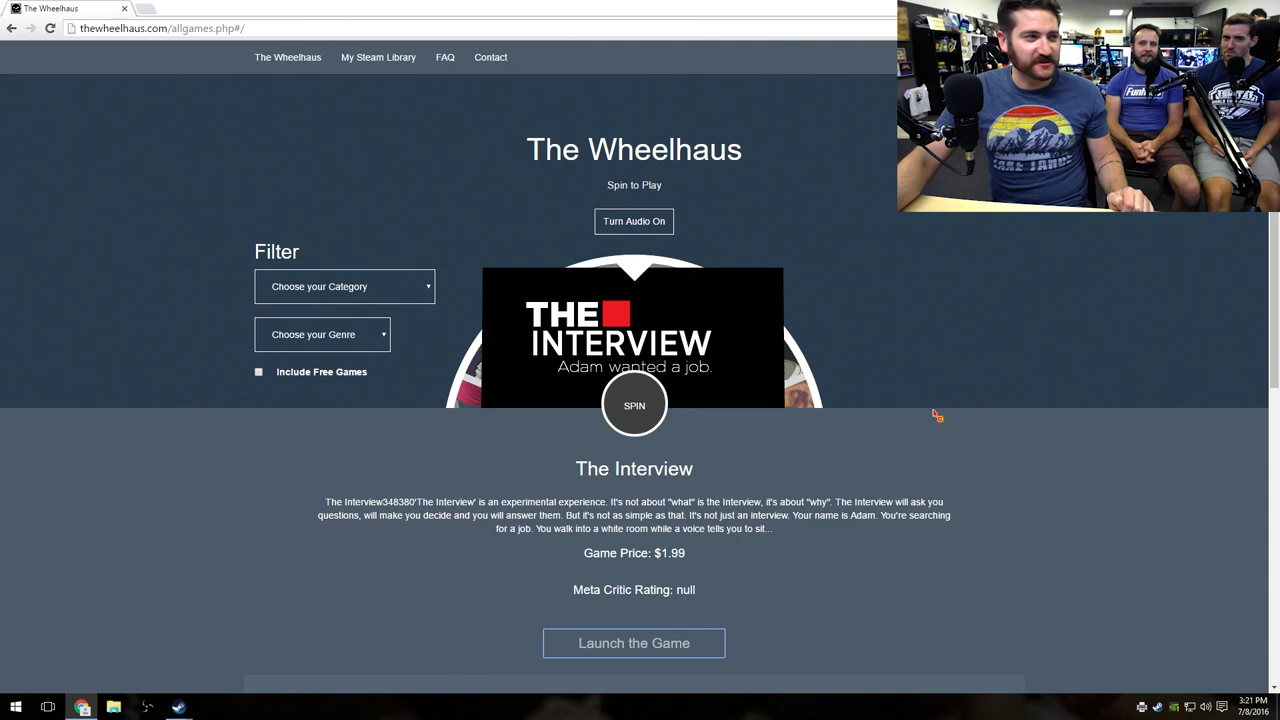 The Wheelhaus
thewheelhaus.com/allgames.php#/
The Wheelhaus
My Steam Library
FAQ
Contact
The Wheelhaus
Spin to Play
Turn Audio On
Filter
Choose your Category
Choose your Genre
Include Free Games
THE
INTERVIEW
Adam wanted a job.
SPIN
The Interview
The Interview348380'The Interview' is an experimental experience. It's not about "what" is the Interview, it's about "why". The Interview will ask you
questions, will make you decide and you will answer them. But it's not as simple as that. It's not just an interview. Your name is Adam. You're searching
for a job. You walk into a white room while a voice tells you to sit...
Game Price: $1.99
Meta Critic Rating: null
Launch the Game
3:21 PM
7/8/2016